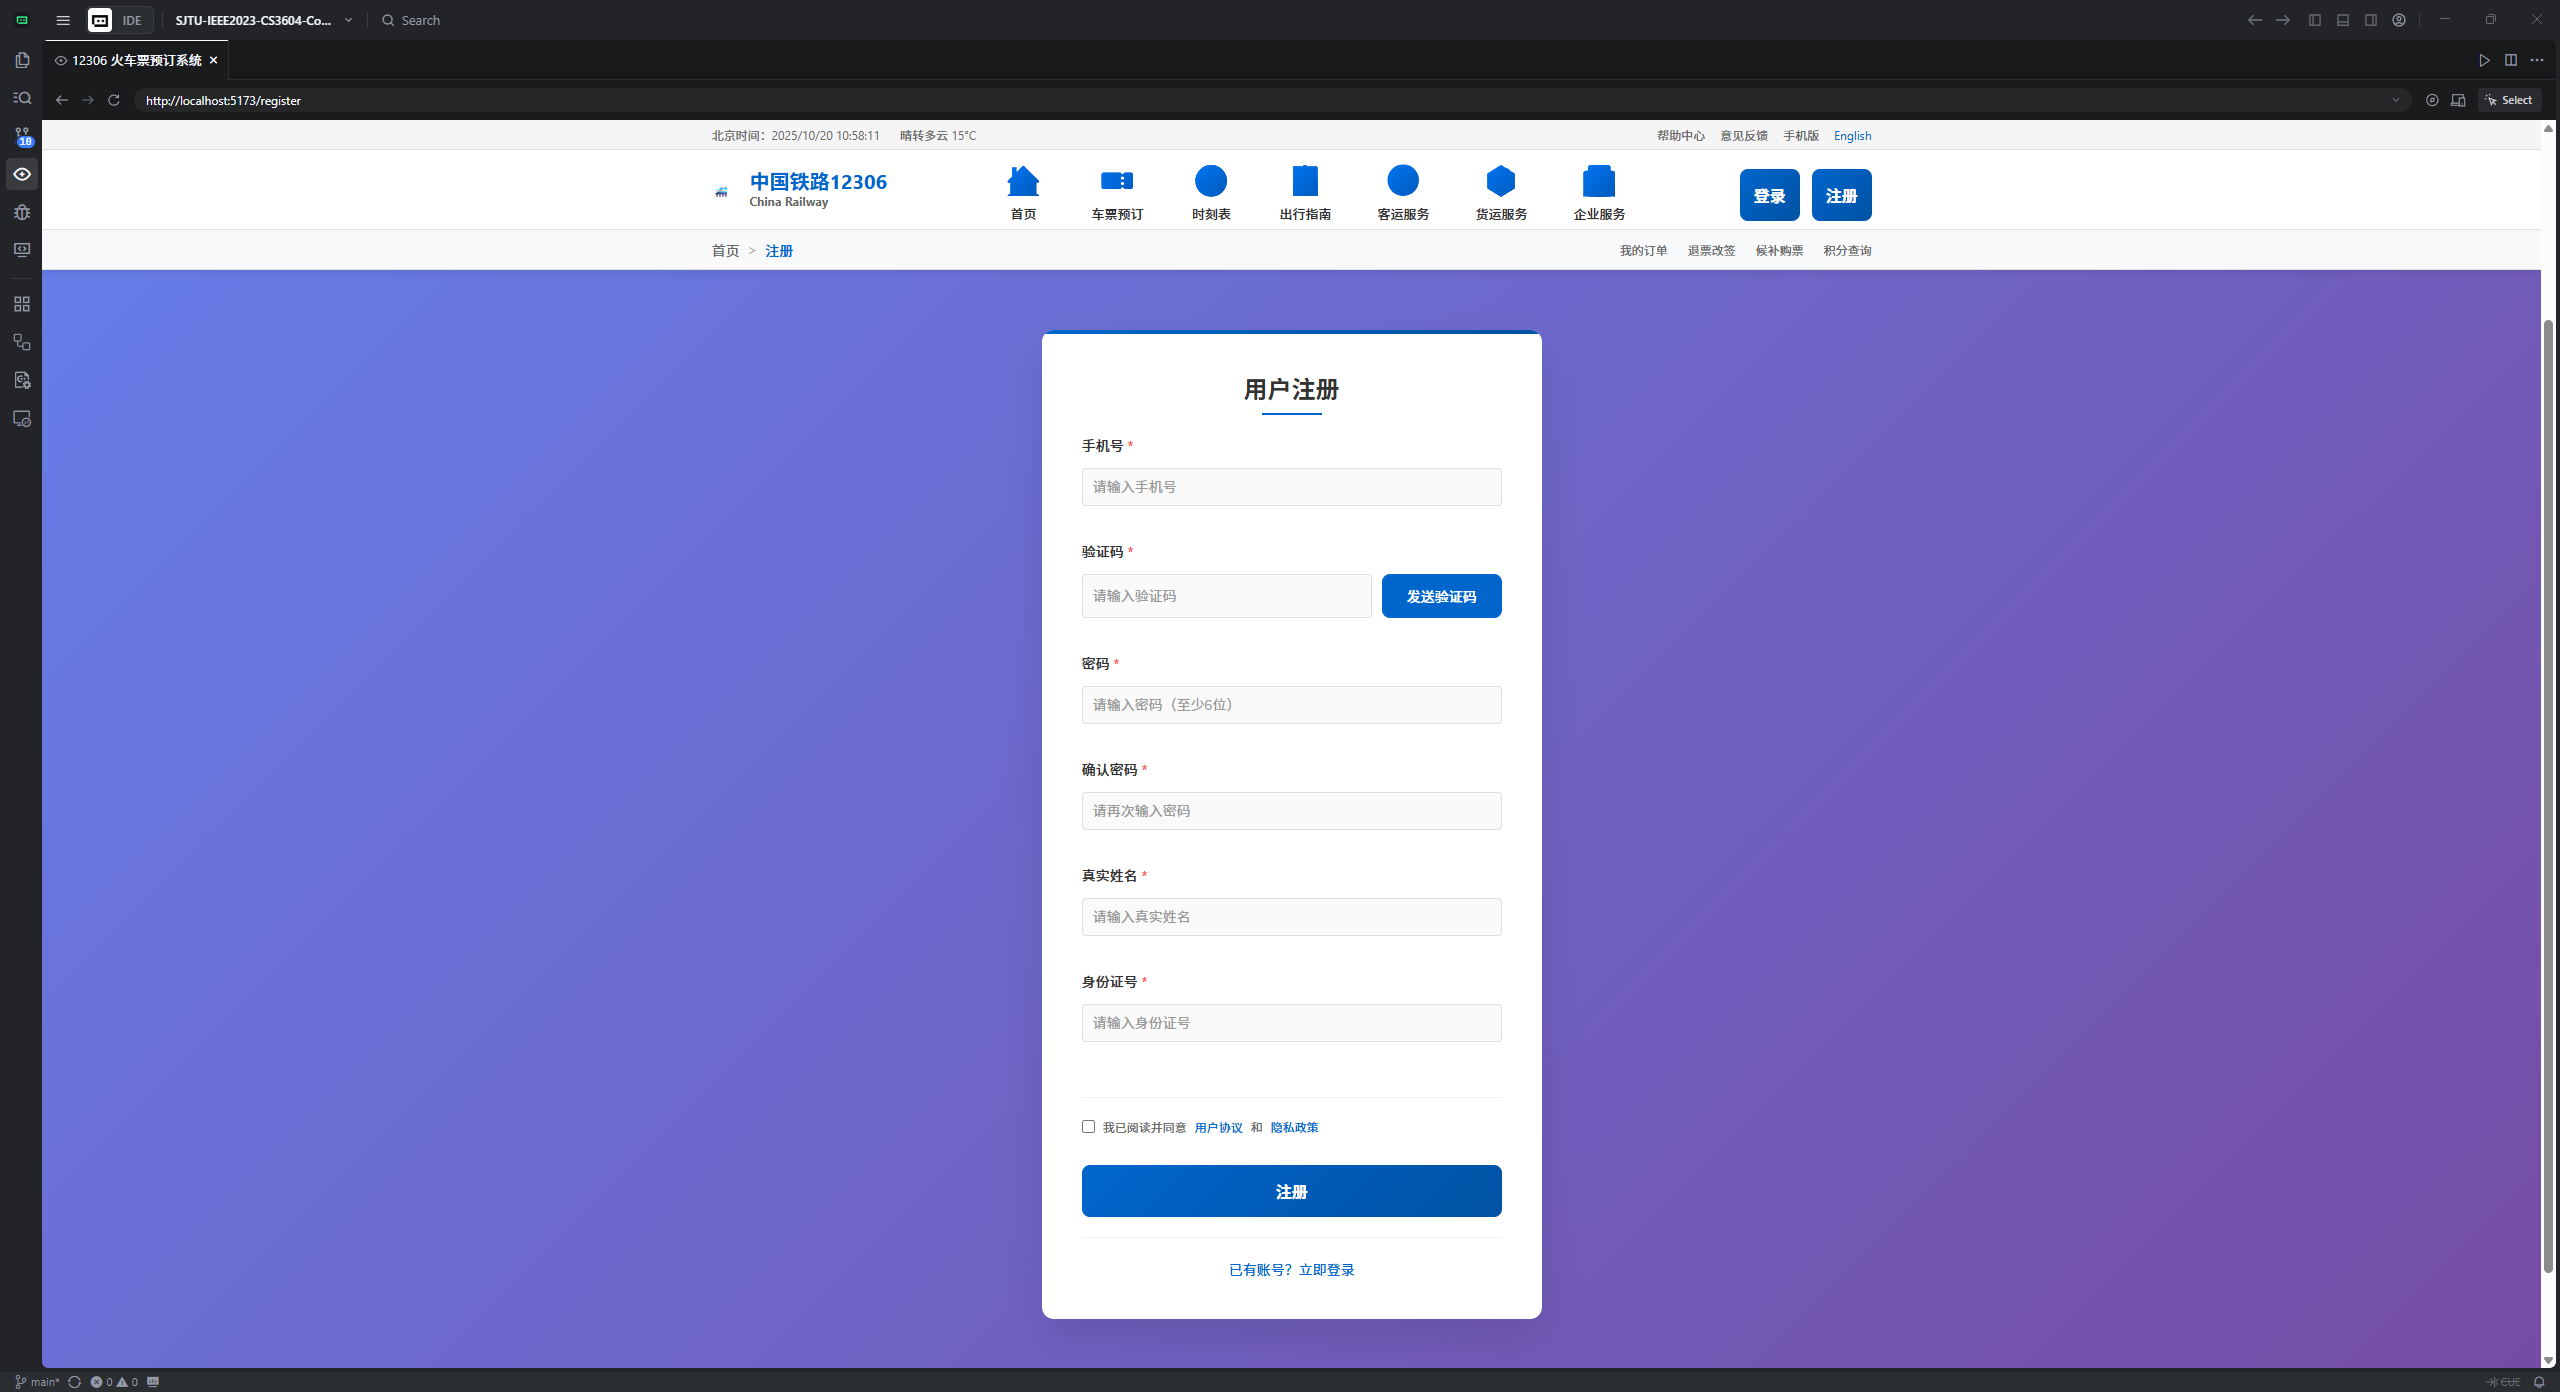 IDE SJTU-IEEE2023-CS3604-Co... Search
12306 火车票预订系统
http://localhost:5173/register Select
10
北京时间：2025/10/20 10:58:11 晴转多云 15°C 帮助中心 意见反馈 手机版 English
中国铁路12306
China Railway
首页 车票预订 时刻表 出行指南 客运服务 货运服务 企业服务
登录 注册
首页 > 注册 我的订单 退票改签 候补购票 积分查询
用户注册
手机号 *
请输入手机号
验证码 *
请输入验证码 发送验证码
密码 *
请输入密码（至少6位）
确认密码 *
请再次输入密码
真实姓名 *
请输入真实姓名
身份证号 *
请输入身份证号
我已阅读并同意 用户协议 和 隐私政策
注册
已有账号？立即登录
main* 0 0 CUE